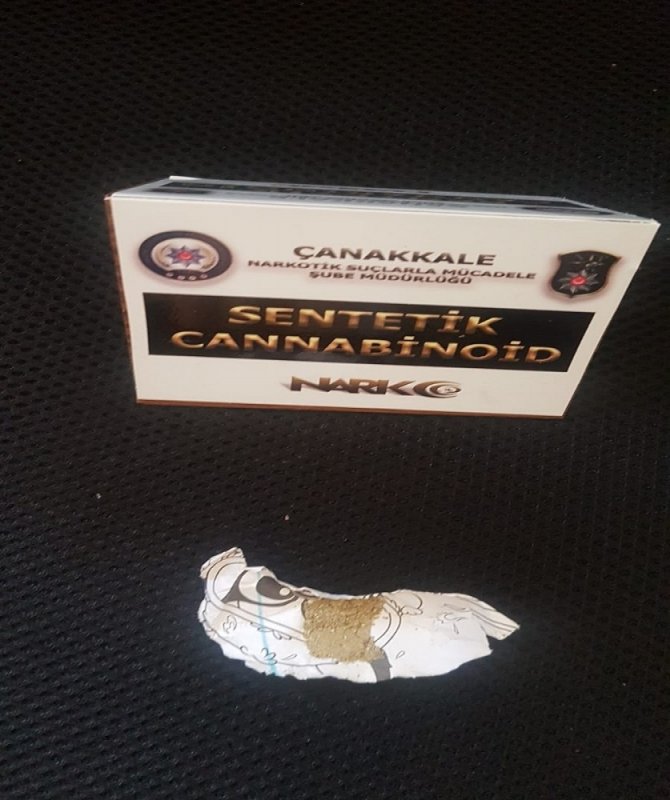 ÇANAKKALE
NARKOTİK SUÇLARLA MÜCADELE
ŞUBE MÜDÜRLÜĞÜ
SENTETİK
CANNABİNOİD
NARKO